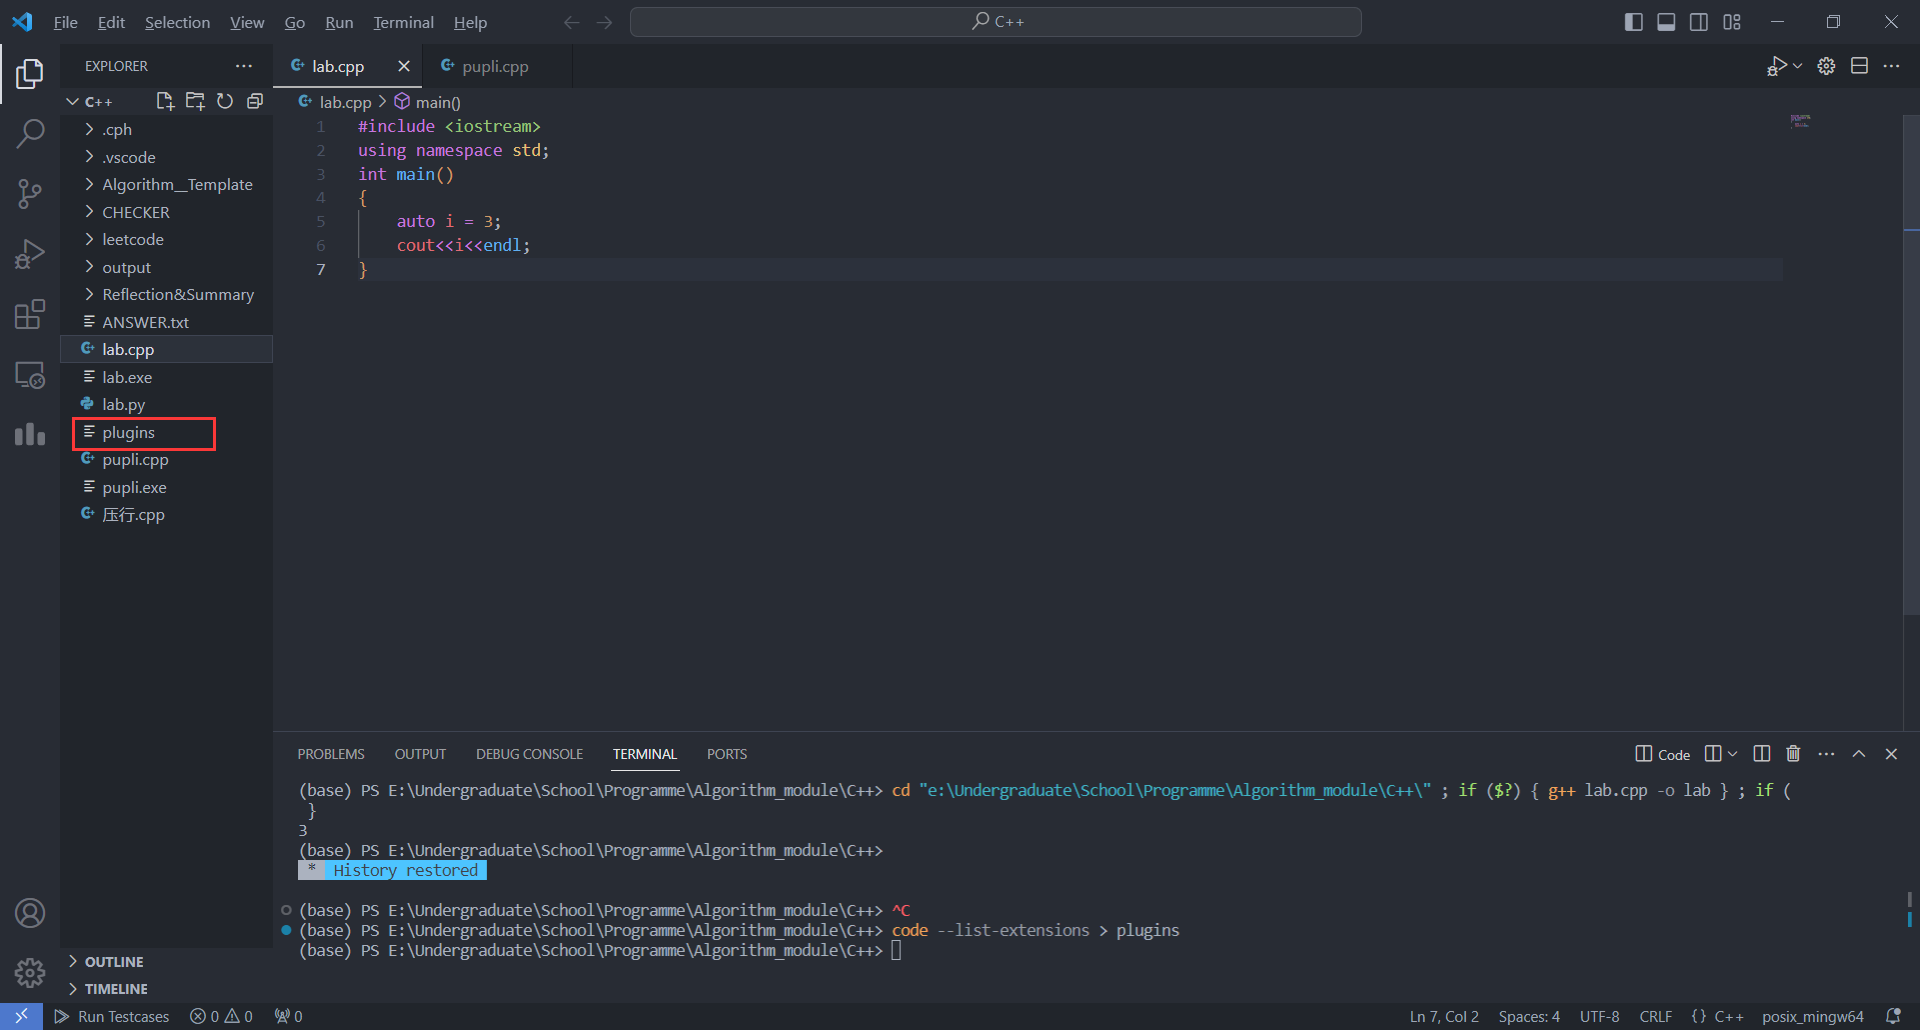 File Edit Selection View Go Run Terminal Help
C++
EXPLORER
lab.cpp
pupli.cpp
C++
.cph
.vscode
Algorithm__Template
CHECKER
leetcode
output
Reflection&Summary
ANSWER.txt
lab.cpp
lab.exe
lab.py
plugins
pupli.cpp
pupli.exe
压行.cpp
OUTLINE
TIMELINE
lab.cpp > main()
1 #include <iostream>
2 using namespace std;
3 int main()
4 {
5 auto i = 3;
6 cout<<i<<endl;
7 }
PROBLEMS OUTPUT DEBUG CONSOLE TERMINAL PORTS
Code
(base) PS E:\Undergraduate\School\Programme\Algorithm_module\C++> cd "e:\Undergraduate\School\Programme\Algorithm_module\C++\" ; if ($?) { g++ lab.cpp -o lab } ; if (
}
3
(base) PS E:\Undergraduate\School\Programme\Algorithm_module\C++>
* History restored
(base) PS E:\Undergraduate\School\Programme\Algorithm_module\C++> ^C
(base) PS E:\Undergraduate\School\Programme\Algorithm_module\C++> code --list-extensions > plugins
(base) PS E:\Undergraduate\School\Programme\Algorithm_module\C++>
Run Testcases 0 0 0 Ln 7, Col 2 Spaces: 4 UTF-8 CRLF {} C++ posix_mingw64